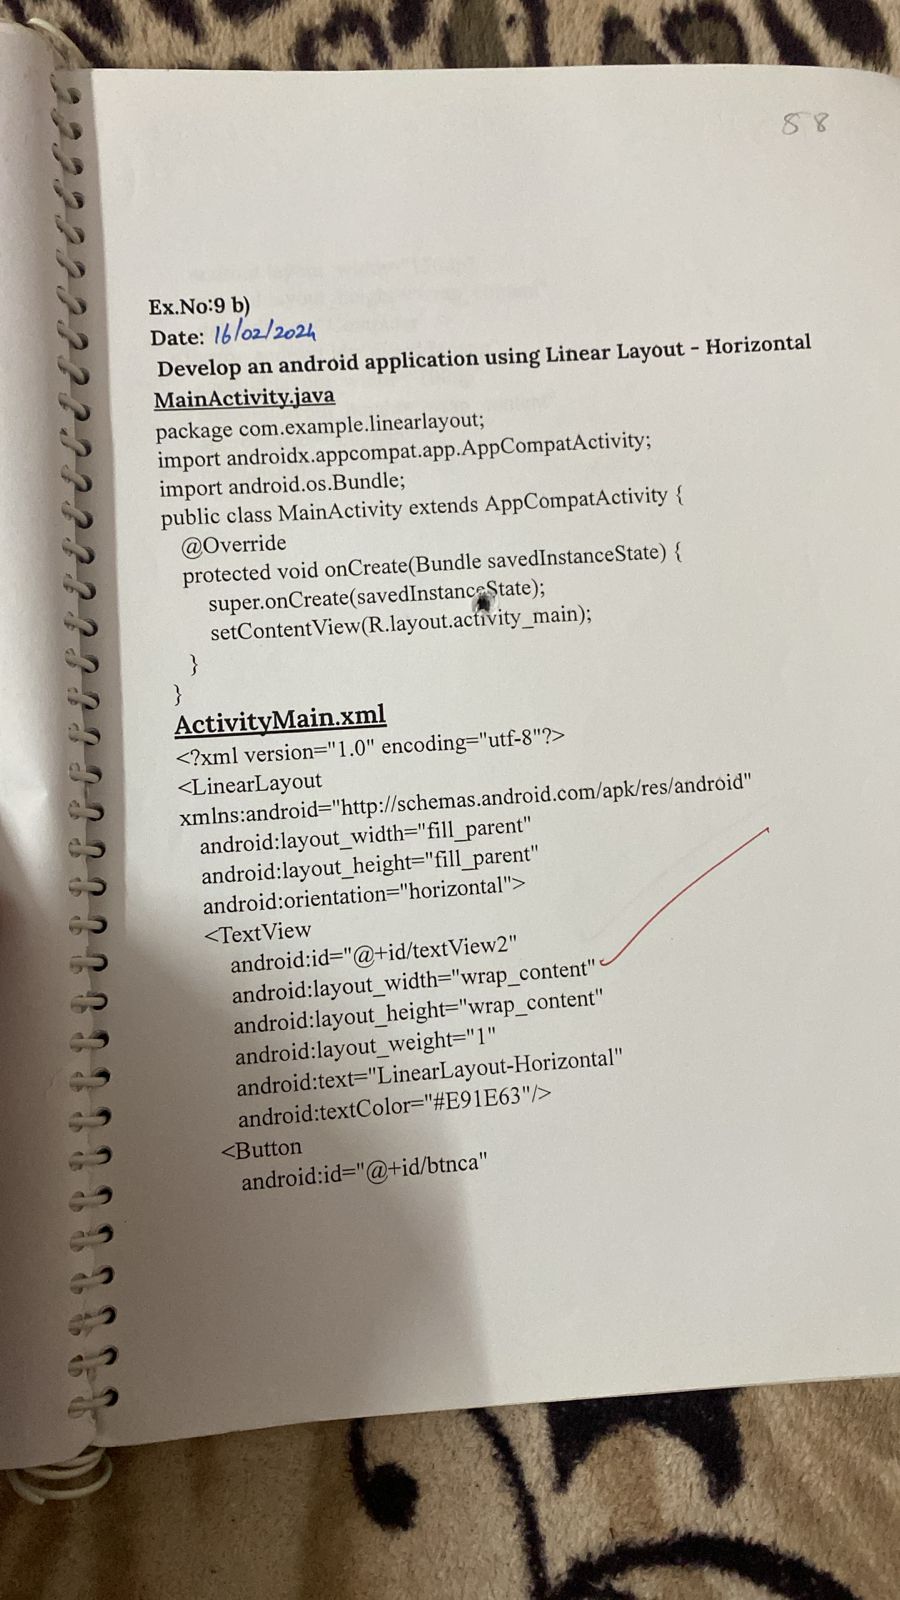 58
Ex.No:9 b)
Date: 16/02/2024
Develop an android application using Linear Layout - Horizontal
MainActivity.java
package com.example.linearlayout;
import androidx.appcompat.app.AppCompatActivity;
import android.os.Bundle;
public class MainActivity extends AppCompatActivity {
@Override
protected void onCreate(Bundle savedInstanceState) {
super.onCreate(savedInstanceState);
setContentView(R.layout.activity_main);
}
}
ActivityMain.xml
<?xml version="1.0" encoding="utf-8"?>
<LinearLayout
xmlns:android="http://schemas.android.com/apk/res/android"
android:layout_width="fill_parent"
android:layout_height="fill_parent"
android:orientation="horizontal">
<TextView
android:id="@+id/textView2"
android:layout_width="wrap_content"
android:layout_height="wrap_content"
android:layout_weight="1"
android:text="LinearLayout-Horizontal"
android:textColor="#E91E63"/>
<Button
android:id="@+id/btnca"